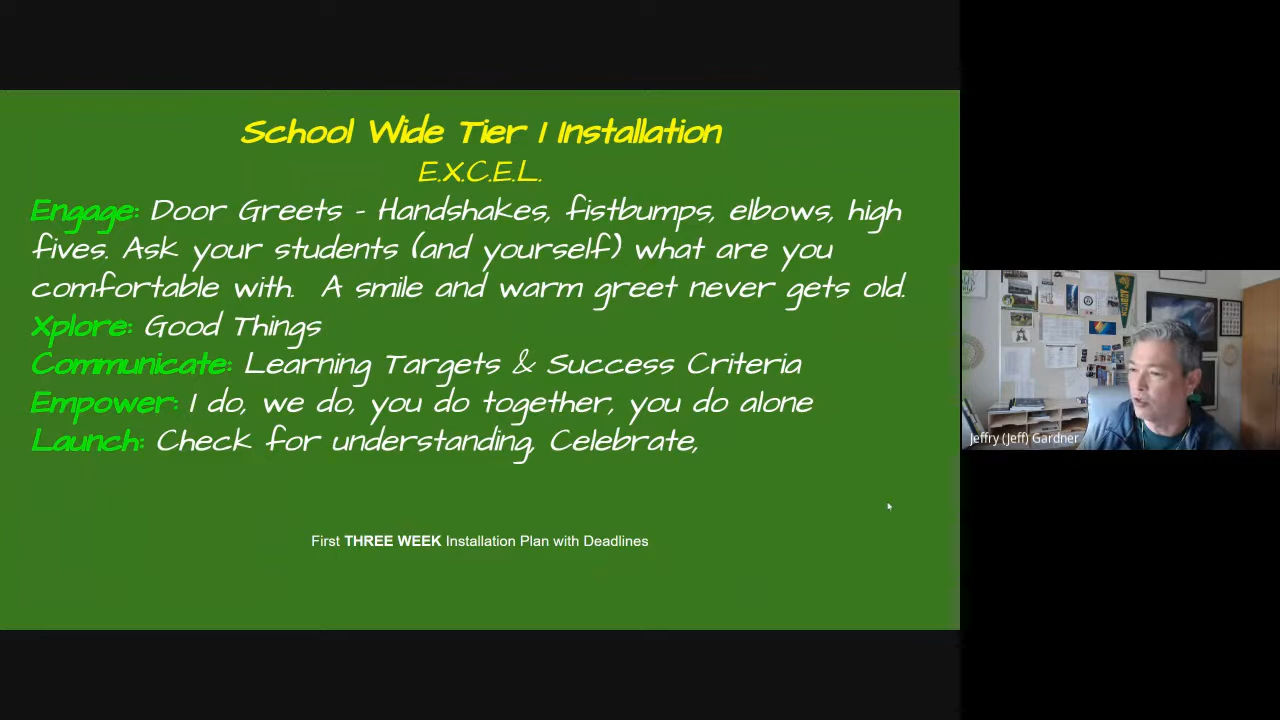 School Wide Tier 1 Installation
E.X.C.E.L.
Engage: Door Greets - Handshakes, fistbumps, elbows, high
fives. Ask your students (and yourself) what are you
comfortable with. A smile and warm greet never gets old.
Xplore: Good Things
Communicate: Learning Targets & Success Criteria
Empower: I do, we do, you do together, you do alone
Launch: Check for understanding, Celebrate,
First THREE WEEK Installation Plan with Deadlines
Jeffry (Jeff) Gardner